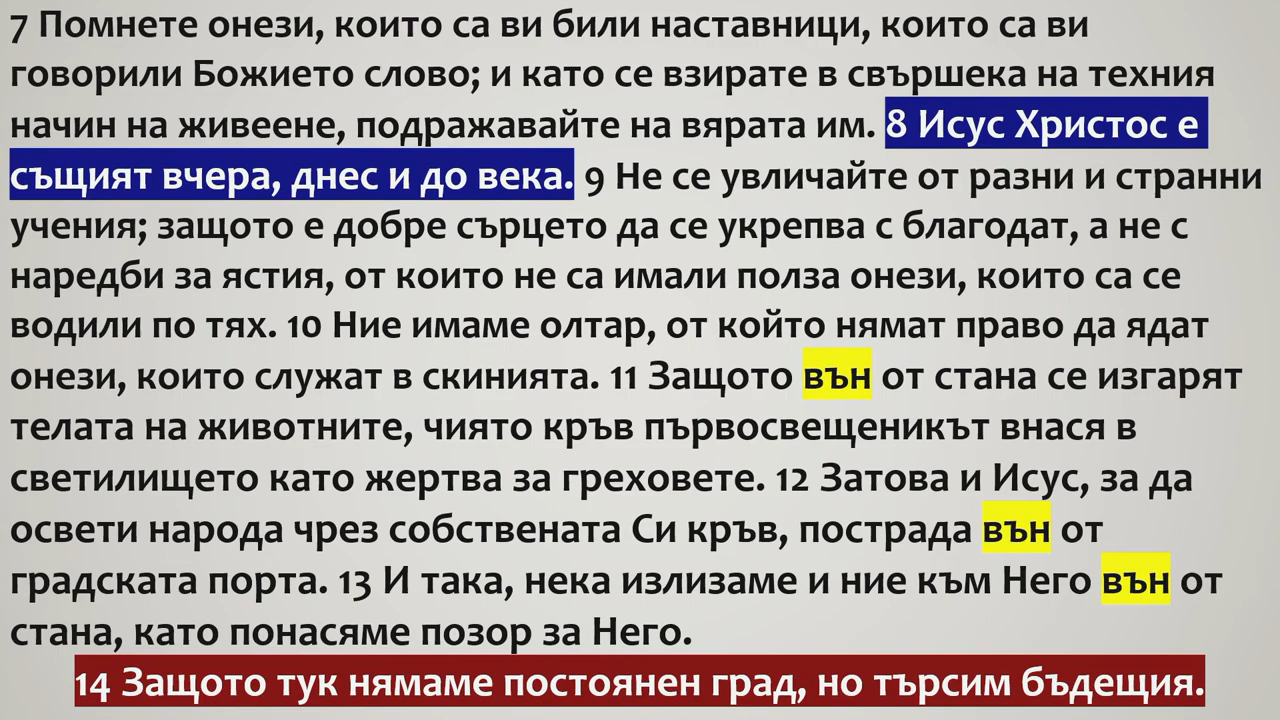 7 Помнете онези, които са ви били наставници, които са ви
говорили Божието слово; и като се взирате в свършека на техния
начин на живеене, подражавайте на вярата им. 8 Исус Христос е
същият вчера, днес и до века. 9 Не се увличайте от разни и странни
учения; защото е добре сърцето да се укрепва с благодат, а не с
наредби за ястия, от които не са имали полза онези, които са се
водили по тях. 10 Ние имаме олтар, от който нямат право да ядат
онези, които служат в скинията. 11 Защото вън от стана се изгарят
телата на животните, чиято кръв първосвещеникът внася в
светилището като жертва за греховете. 12 Затова и Исус, за да
освети народа чрез собствената Си кръв, пострада вън от
градската порта. 13 И така, нека излизаме и ние към Него вън от
стана, като понасяме позор за Него.
14 Защото тук нямаме постоянен град, но търсим бъдещия.